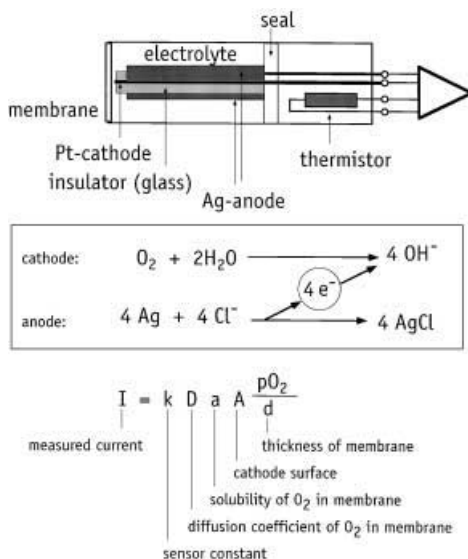 seal
electrolyte
membrane
Pt-cathode
insulator (glass)
thermistor
Ag-anode
cathode: O₂ + 2H₂O 4 OH⁻
4 e⁻
anode: 4 Ag + 4 Cl⁻ 4 AgCl
I = k D a A pO₂/d
measured current
thickness of membrane
cathode surface
solubility of O₂ in membrane
diffusion coefficient of O₂ in membrane
sensor constant